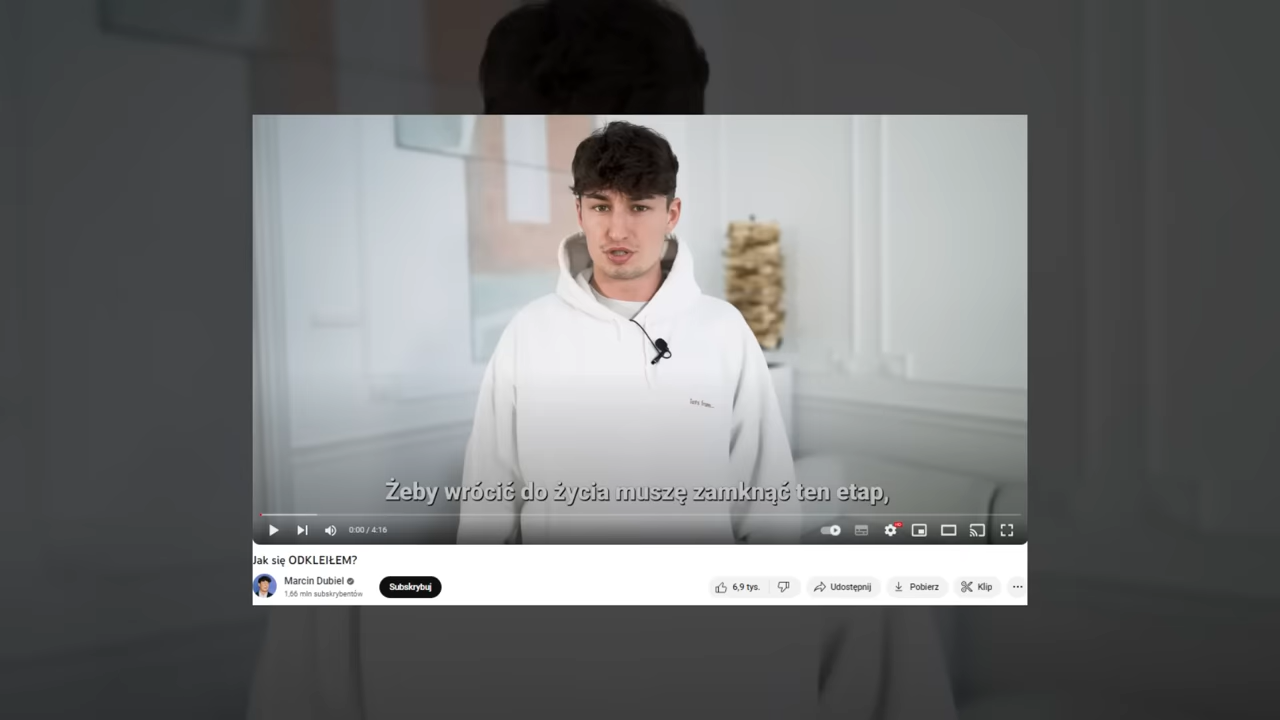 Żeby wrócić do życia muszę zamknąć ten etap,
0:00 / 4:16
Jak się ODKLEIŁEM?
Marcin Dubiel
1,66 mln subskrybentów
Subskrybuj
6,9 tys.
Udostępnij
Pobierz
Klip